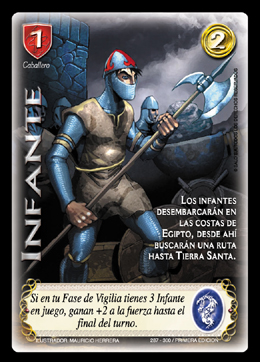 1
2
Caballero
INFANTE
Los infantes
desembarcarán en
las costas de
Egipto, desde ahí
buscarán una ruta
hasta Tierra Santa.
Si en tu Fase de Vigilia tienes 3 Infante
en juego, ganan +2 a la fuerza hasta el
final del turno.
ILUSTRADOR: MAURICIO HERRERA
PRIMERA EDICION